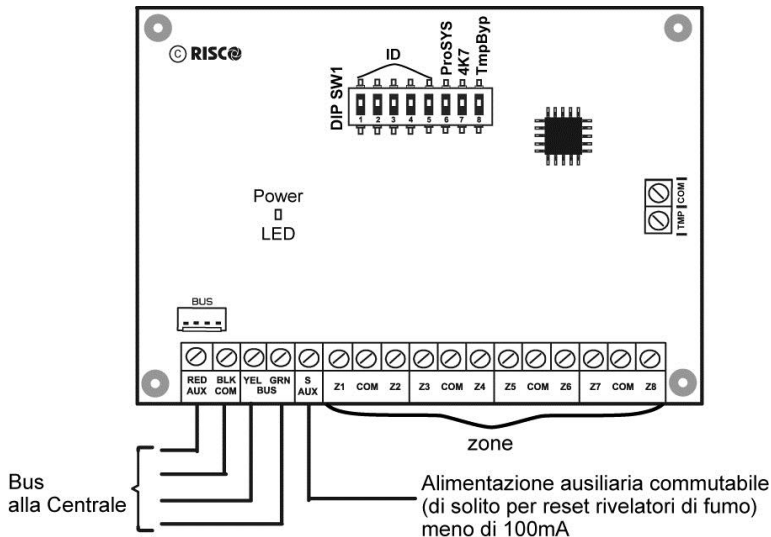 © RISCO
ID
ProSYS
4K7
TmpByp
DIP SW1
1 2 3 4 5 6 7 8
Power
LED
COM
TMP
BUS
RED BLK YEL GRN S Z1 COM Z2 Z3 COM Z4 Z5 COM Z6 Z7 COM Z8
AUX COM BUS AUX
zone
Bus
alla Centrale
Alimentazione ausiliaria commutabile
(di solito per reset rivelatori di fumo)
meno di 100mA